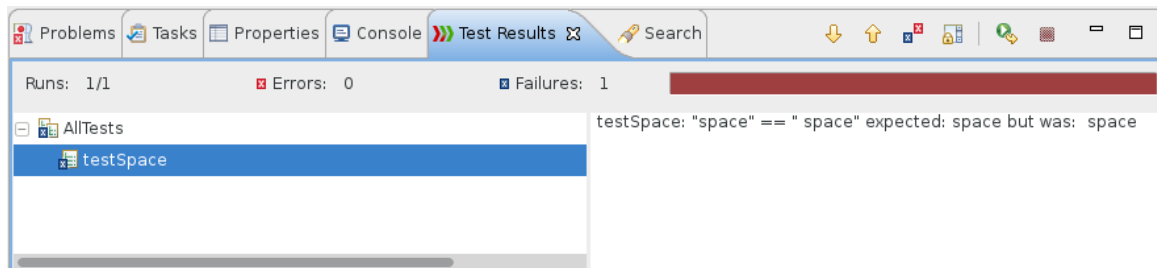 Problems Tasks Properties Console Test Results Search
Runs: 1/1 Errors: 0 Failures: 1
AllTests
testSpace: "space" == " space" expected: space but was:  space
testSpace